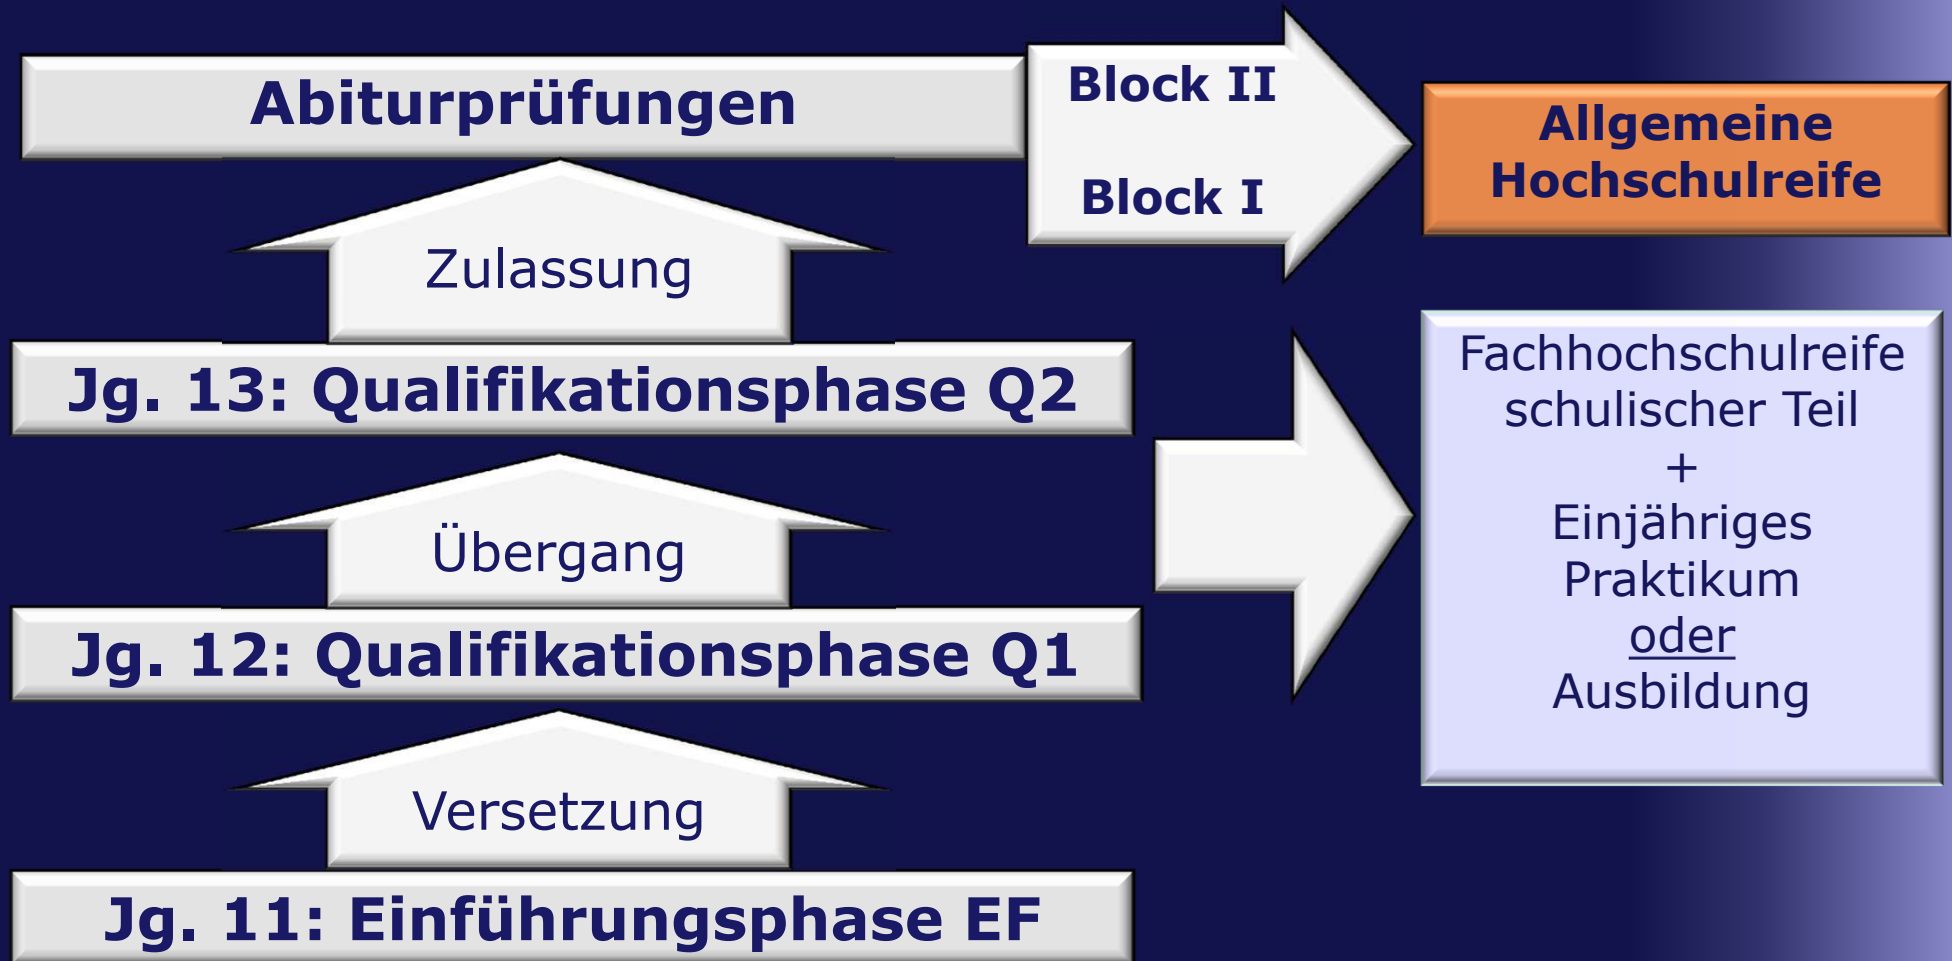 Abiturprüfungen
Block II
Block I
Allgemeine
Hochschulreife
Zulassung
Jg. 13: Qualifikationsphase Q2
Fachhochschulreife
schulischer Teil
+
Einjähriges
Praktikum
oder
Ausbildung
Übergang
Jg. 12: Qualifikationsphase Q1
Versetzung
Jg. 11: Einführungsphase EF